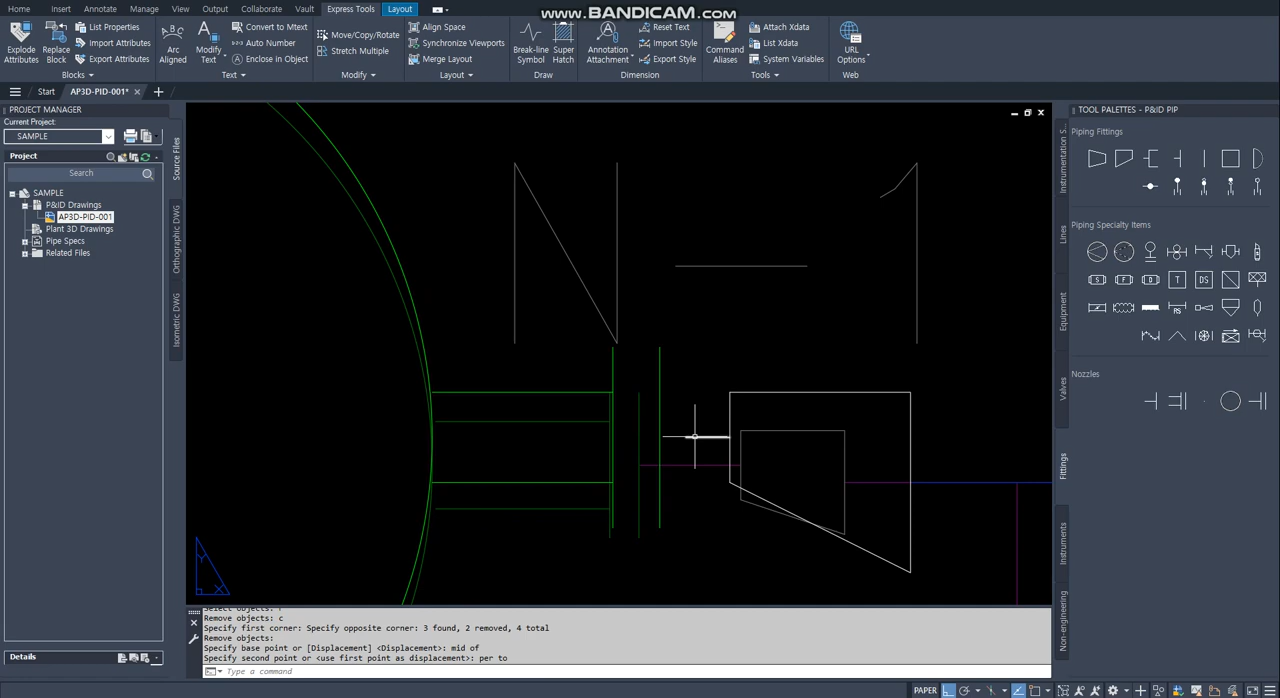 www.BANDICAM.com
Home Insert Annotate Manage View Output Collaborate Vault Express Tools Layout
Explode Attributes
Replace Block
List Properties
Import Attributes
Export Attributes
Blocks
Arc Aligned
Modify Text
Convert to Mtext
Auto Number
Enclose in Object
Text
Move/Copy/Rotate
Stretch Multiple
Modify
Align Space
Synchronize Viewports
Merge Layout
Layout
Break-line Symbol
Super Hatch
Draw
Annotation Attachment
Reset Text
Import Style
Export Style
Dimension
Command Aliases
Attach Xdata
List Xdata
System Variables
Tools
URL Options
Web
Start AP3D-PID-001*
PROJECT MANAGER
Current Project:
SAMPLE
Project
Search
SAMPLE
P&ID Drawings
AP3D-PID-001
Plant 3D Drawings
Pipe Specs
Related Files
Details
Source Files
Orthographic DWG
Isometric DWG
Y
X
Remove objects: c
Specify first corner: Specify opposite corner: 3 found, 2 removed, 4 total
Remove objects:
Specify base point or [Displacement] <Displacement>: mid of
Specify second point or <use first point as displacement>: per to
Type a command
TOOL PALETTES - P&ID PIP
Piping Fittings
Piping Specialty Items
S F D T DS
RS
Nozzles
Instrumentation S...
Lines
Equipment
Valves
Fittings
Instruments
Non-engineering
PAPER